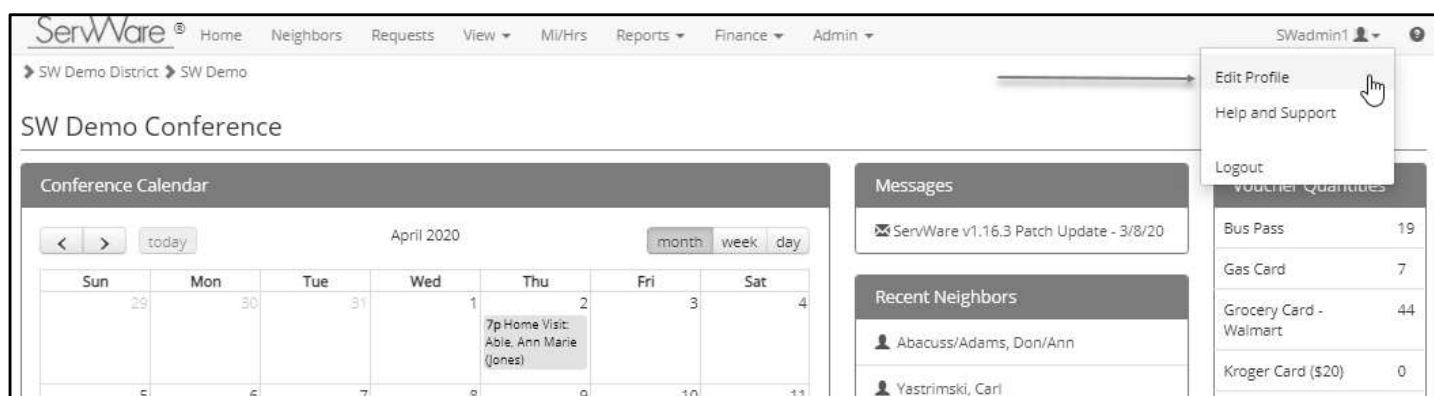 SerVVare ® Home Neighbors Requests View Mi/Hrs Reports Finance Admin SWadmin1
SW Demo District SW Demo
Edit Profile
Help and Support
Logout
SW Demo Conference
Conference Calendar
< > today April 2020 month week day
Sun Mon Tue Wed Thu Fri Sat
29 30 31 1 2 3 4
7p Home Visit:
Able, Ann Marie
(Jones)
5 6 7 8 9 10 11
Messages
ServWare v1.16.3 Patch Update - 3/8/20
Recent Neighbors
Abacuss/Adams, Don/Ann
Yastrimski, Carl
Voucher Quantities
Bus Pass 19
Gas Card 7
Grocery Card - 44
Walmart
Kroger Card ($20) 0